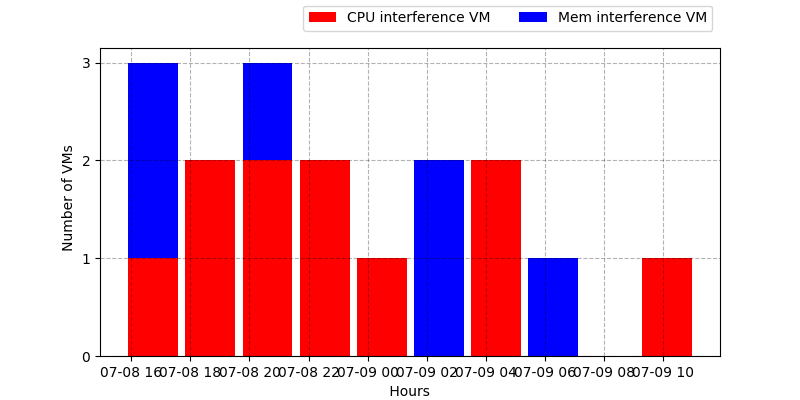 CPU interference VM Mem interference VM
3
2
1
0
Number of VMs
07-08 16 07-08 18 07-08 20 07-08 22 07-09 00 07-09 02 07-09 04 07-09 06 07-09 08 07-09 10
Hours